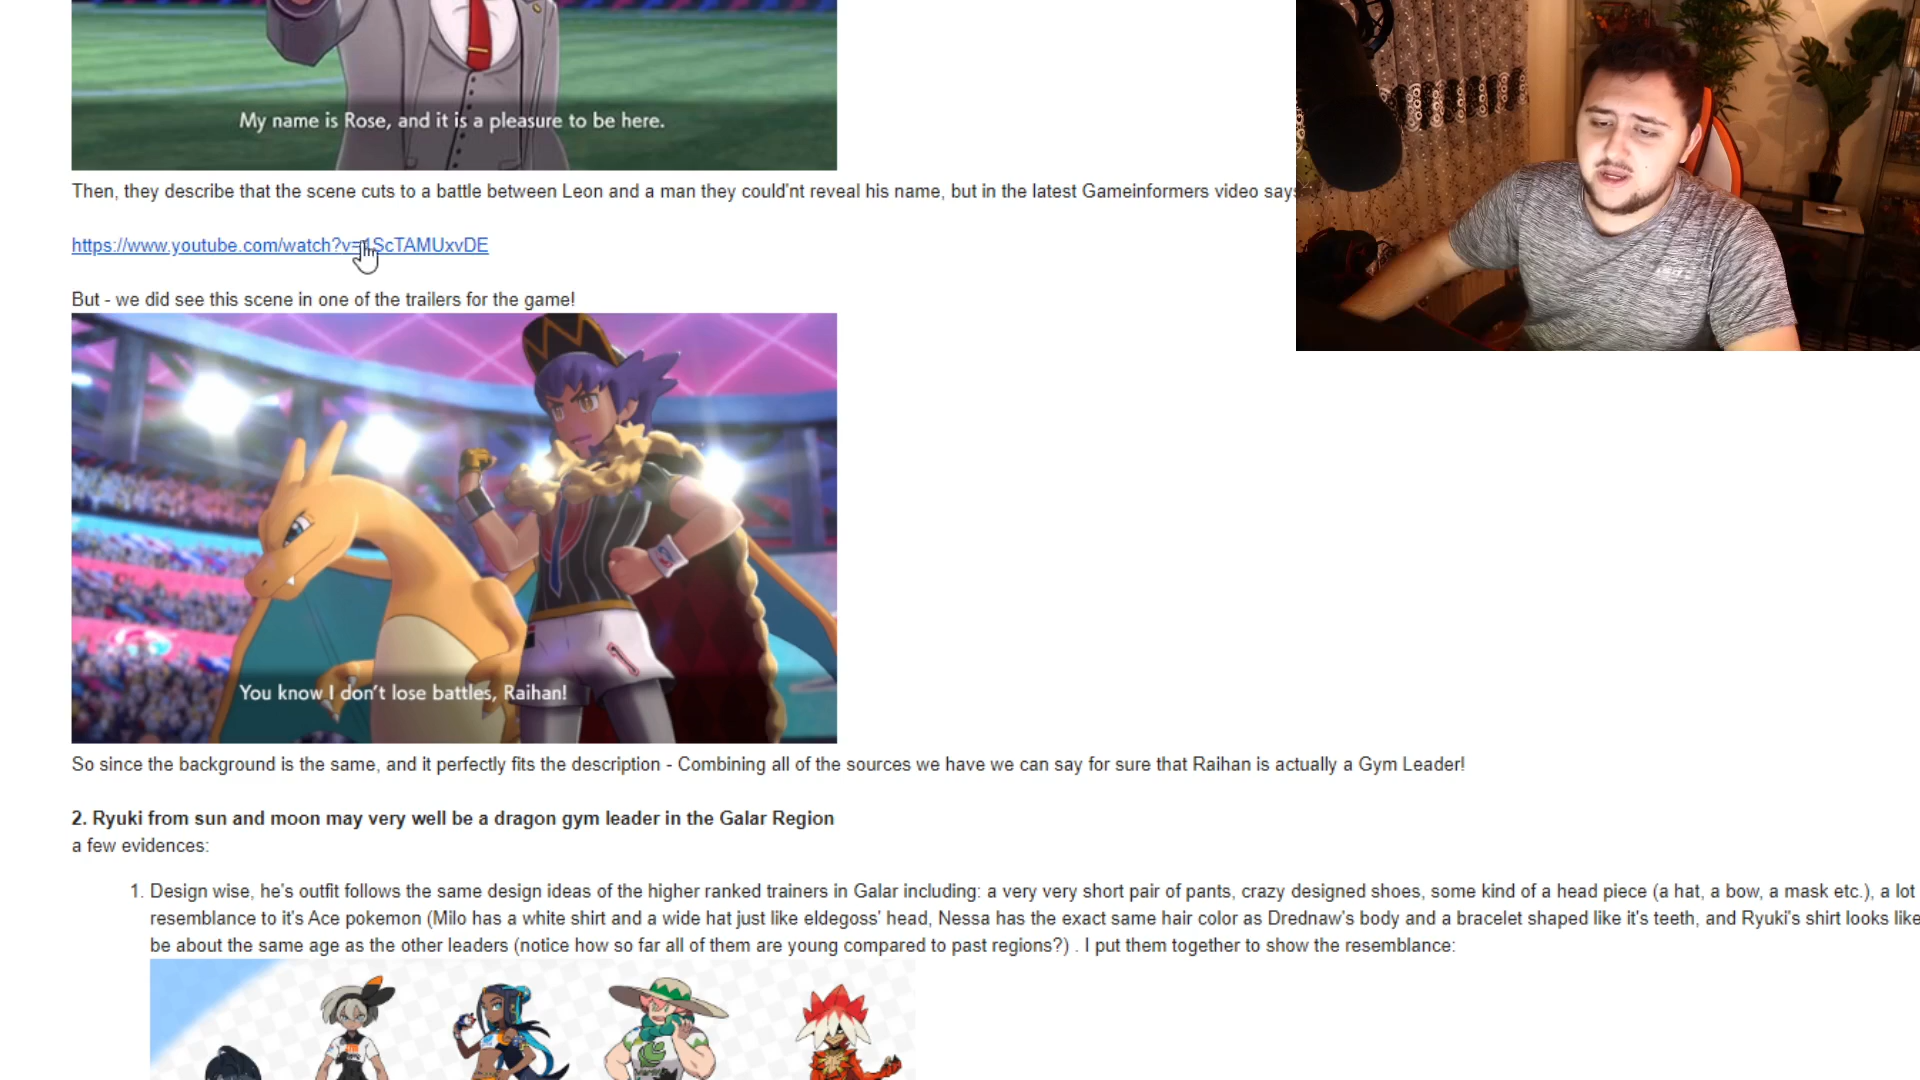 My name is Rose, and it is a pleasure to be here.
Then, they describe that the scene cuts to a battle between Leon and a man they could'nt reveal his name, but in the latest Gameinformers video says
https://www.youtube.com/watch?v= ScTAMUxvDE
But - we did see this scene in one of the trailers for the game!
You know I don't lose battles, Raihan!
So since the background is the same, and it perfectly fits the description - Combining all of the sources we have we can say for sure that Raihan is actually a Gym Leader!
2. Ryuki from sun and moon may very well be a dragon gym leader in the Galar Region
a few evidences:
1. Design wise, he's outfit follows the same design ideas of the higher ranked trainers in Galar including: a very very short pair of pants, crazy designed shoes, some kind of a head piece (a hat, a bow, a mask etc.), a lot
resemblance to it's Ace pokemon (Milo has a white shirt and a wide hat just like eldegoss' head, Nessa has the exact same hair color as Drednaw's body and a bracelet shaped like it's teeth, and Ryuki's shirt looks like
be about the same age as the other leaders (notice how so far all of them are young compared to past regions?) . I put them together to show the resemblance: